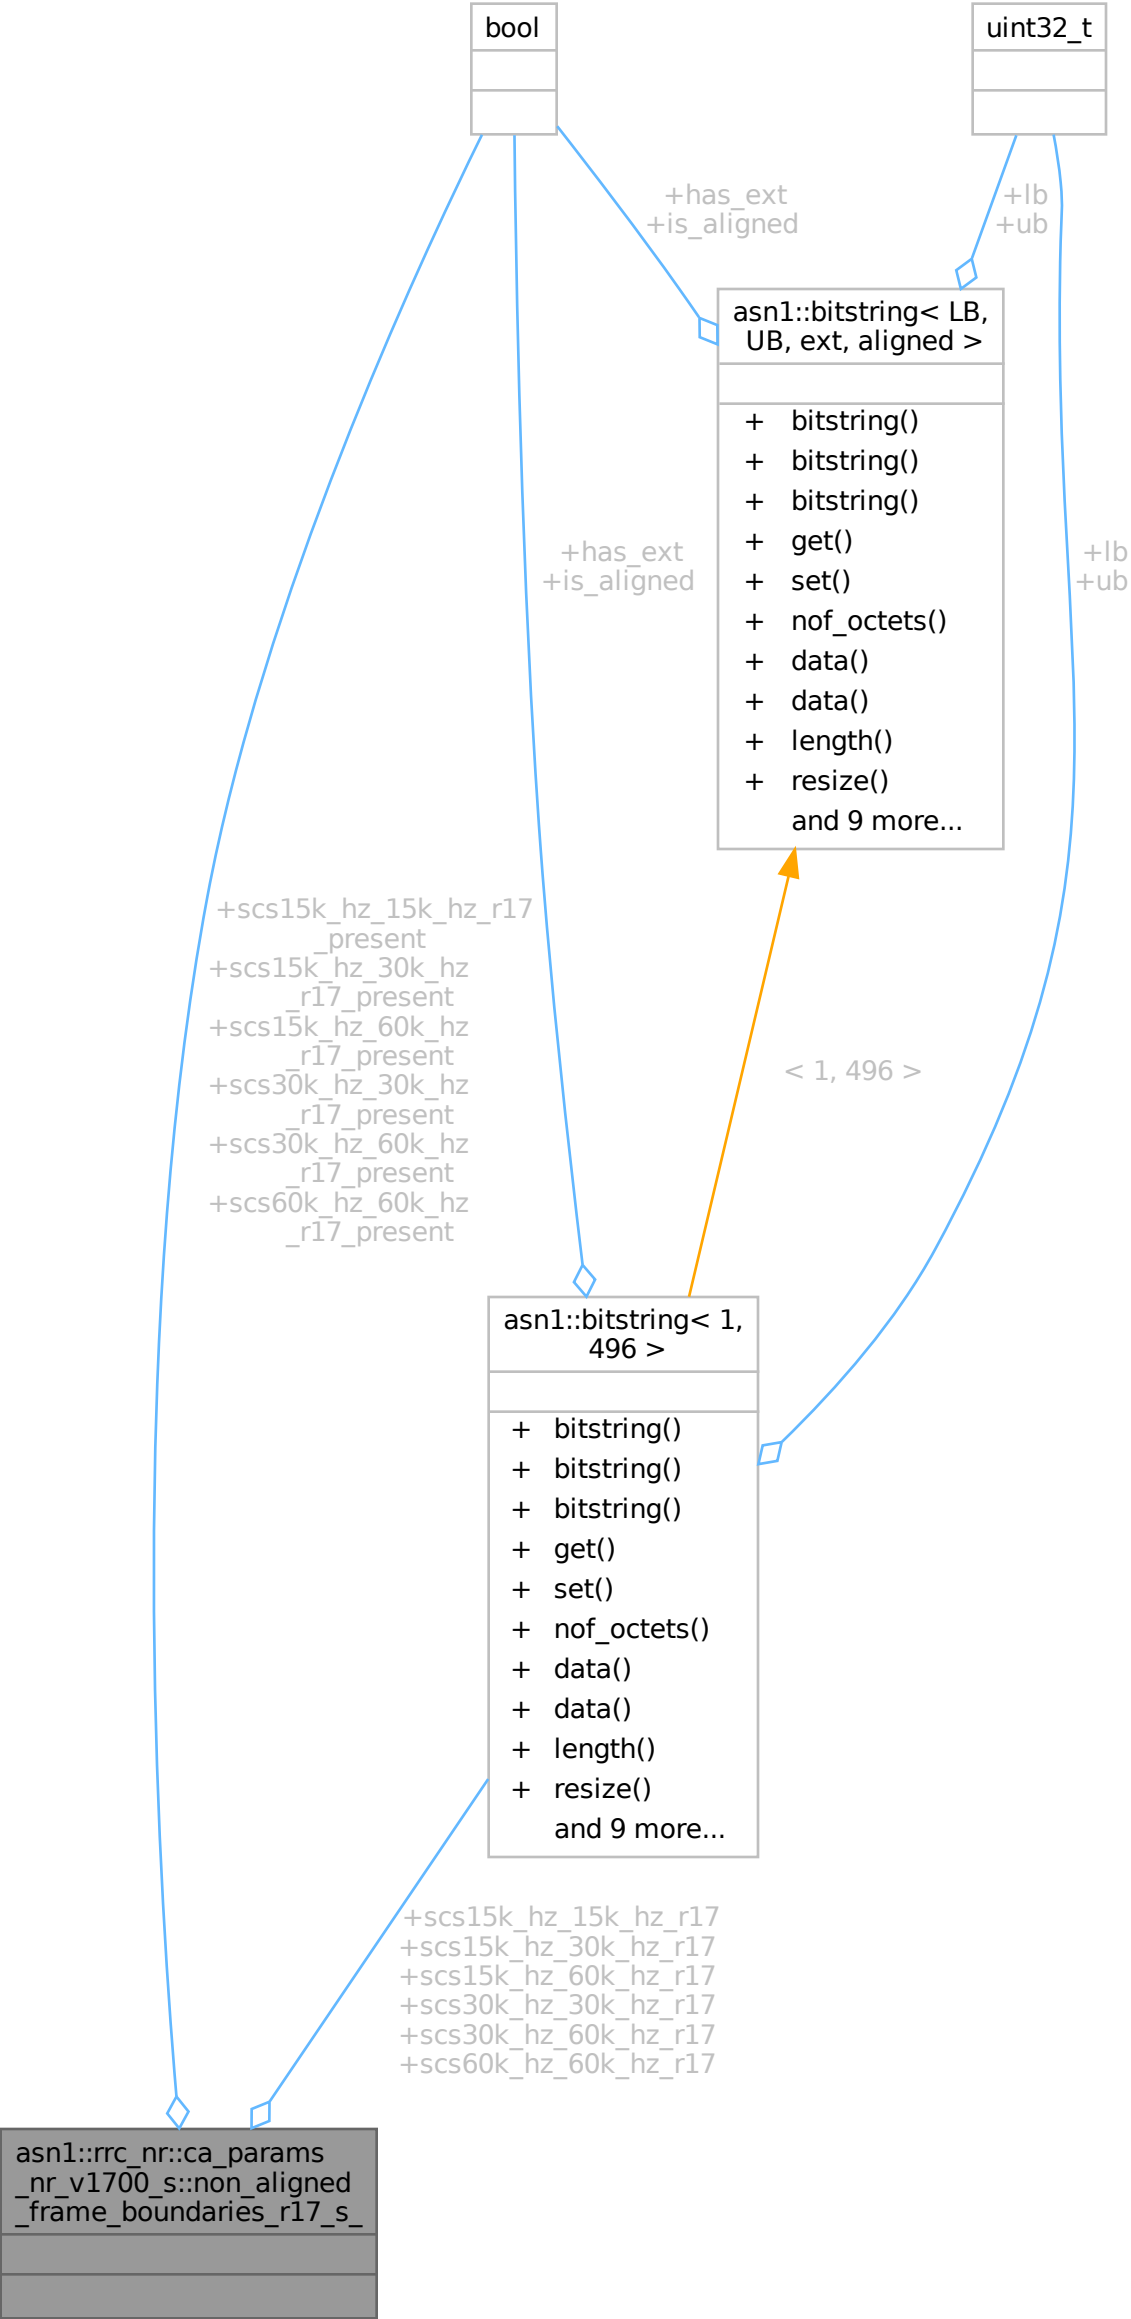 bool
uint32_t
+has_ext
+is_aligned
+lb
+ub
asn1::bitstring< LB,
UB, ext, aligned >
+ bitstring()
+ bitstring()
+ bitstring()
+ get()
+ set()
+ nof_octets()
+ data()
+ data()
+ length()
+ resize()
and 9 more...
+has_ext
+is_aligned
+lb
+ub
+scs15k_hz_15k_hz_r17
_present
+scs15k_hz_30k_hz
_r17_present
+scs15k_hz_60k_hz
_r17_present
+scs30k_hz_30k_hz
_r17_present
+scs30k_hz_60k_hz
_r17_present
+scs60k_hz_60k_hz
_r17_present
< 1, 496 >
asn1::bitstring< 1,
496 >
+ bitstring()
+ bitstring()
+ bitstring()
+ get()
+ set()
+ nof_octets()
+ data()
+ data()
+ length()
+ resize()
and 9 more...
+scs15k_hz_15k_hz_r17
+scs15k_hz_30k_hz_r17
+scs15k_hz_60k_hz_r17
+scs30k_hz_30k_hz_r17
+scs30k_hz_60k_hz_r17
+scs60k_hz_60k_hz_r17
asn1::rrc_nr::ca_params
_nr_v1700_s::non_aligned
_frame_boundaries_r17_s_